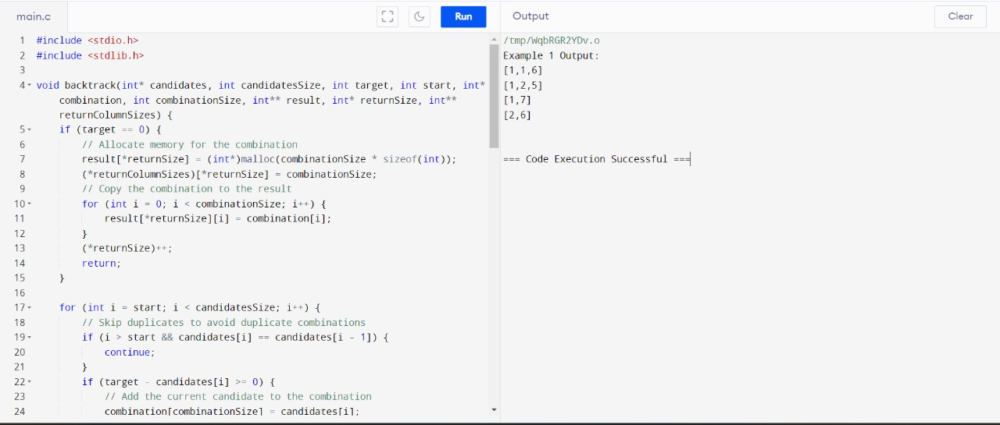 main.c
Run
Output
Clear
1 #include <stdio.h>
2 #include <stdlib.h>
3
4 void backtrack(int* candidates, int candidatesSize, int target, int start, int*
combination, int combinationSize, int** result, int* returnSize, int**
returnColumnSizes) {
5 if (target == 0) {
6 // Allocate memory for the combination
7 result[*returnSize] = (int*)malloc(combinationSize * sizeof(int));
8 (*returnColumnSizes)[*returnSize] = combinationSize;
9 // Copy the combination to the result
10 for (int i = 0; i < combinationSize; i++) {
11 result[*returnSize][i] = combination[i];
12 }
13 (*returnSize)++;
14 return;
15 }
16
17 for (int i = start; i < candidatesSize; i++) {
18 // Skip duplicates to avoid duplicate combinations
19 if (i > start && candidates[i] == candidates[i - 1]) {
20 continue;
21 }
22 if (target - candidates[i] >= 0) {
23 // Add the current candidate to the combination
24 combination[combinationSize] = candidates[i];
/tmp/WqbRGR2YDv.o
Example 1 Output:
[1,1,6]
[1,2,5]
[1,7]
[2,6]
=== Code Execution Successful ===